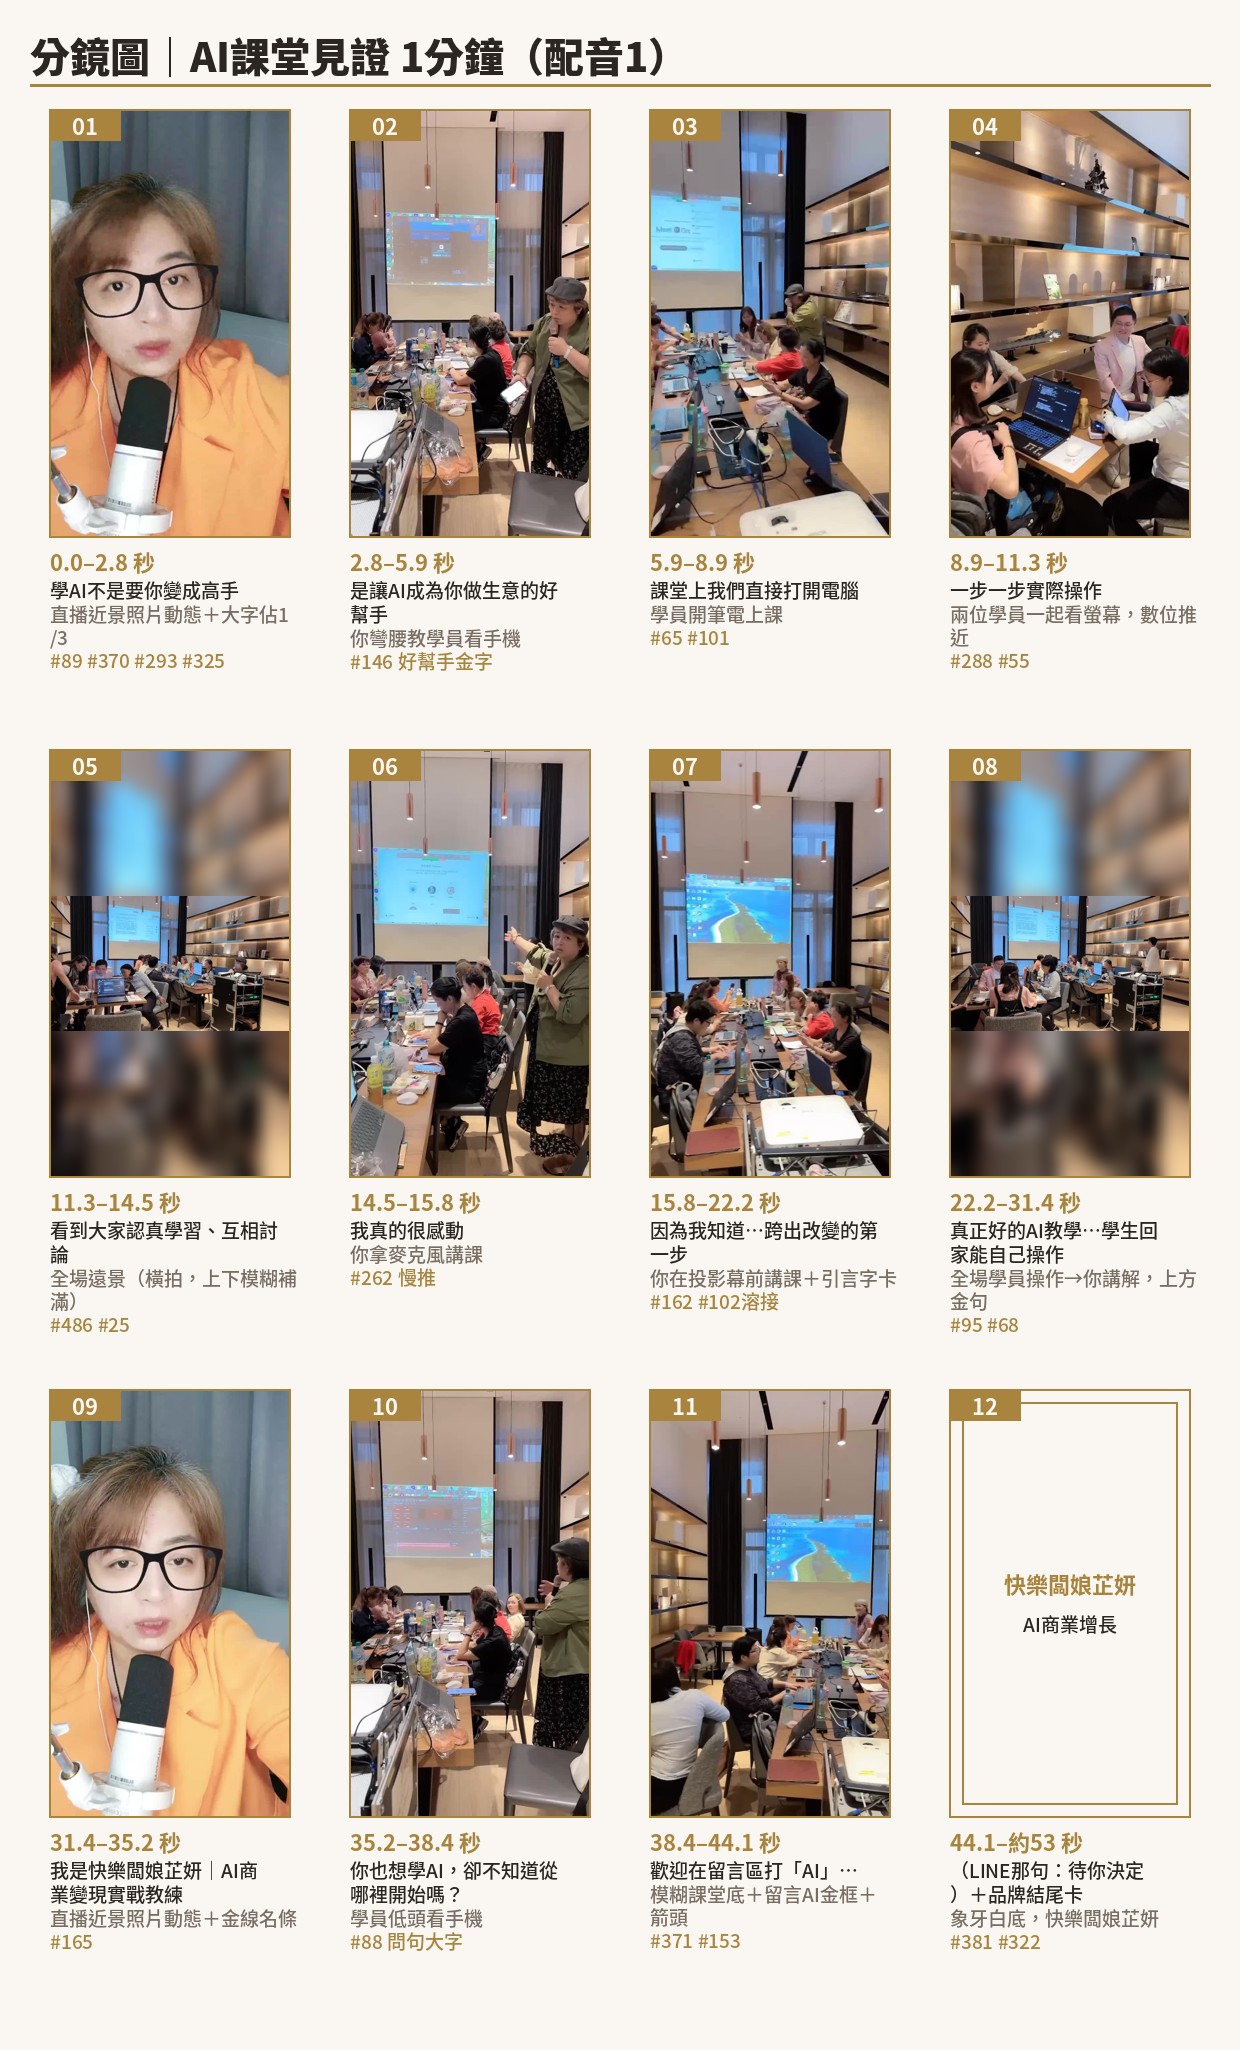 分鏡圖｜AI課堂見證 1分鐘（配音1）
01
02
03
04
0.0–2.8 秒
學AI不是要你變成高手
直播近景照片動態＋大字佔1
/3
#89 #370 #293 #325
2.8–5.9 秒
是讓AI成為你做生意的好
幫手
你彎腰教學員看手機
#146 好幫手金字
5.9–8.9 秒
課堂上我們直接打開電腦
學員開筆電上課
#65 #101
8.9–11.3 秒
一步一步實際操作
兩位學員一起看螢幕，數位推
近
#288 #55
05
06
07
08
11.3–14.5 秒
看到大家認真學習、互相討
論
全場遠景（橫拍，上下模糊補
滿）
#486 #25
14.5–15.8 秒
我真的很感動
你拿麥克風講課
#262 慢推
15.8–22.2 秒
因為我知道⋯跨出改變的第
一步
你在投影幕前講課＋引言字卡
#162 #102溶接
22.2–31.4 秒
真正好的AI教學⋯學生回
家能自己操作
全場學員操作→你講解，上方
金句
#95 #68
09
10
11
12
快樂闆娘芷妍
AI商業增長
31.4–35.2 秒
我是快樂闆娘芷妍｜AI商
業變現實戰教練
直播近景照片動態＋金線名條
#165
35.2–38.4 秒
你也想學AI，卻不知道從
哪裡開始嗎？
學員低頭看手機
#88 問句大字
38.4–44.1 秒
歡迎在留言區打「AI」⋯
模糊課堂底＋留言AI金框＋
箭頭
#371 #153
44.1–約53 秒
（LINE那句：待你決定
）＋品牌結尾卡
象牙白底，快樂闆娘芷妍
#381 #322